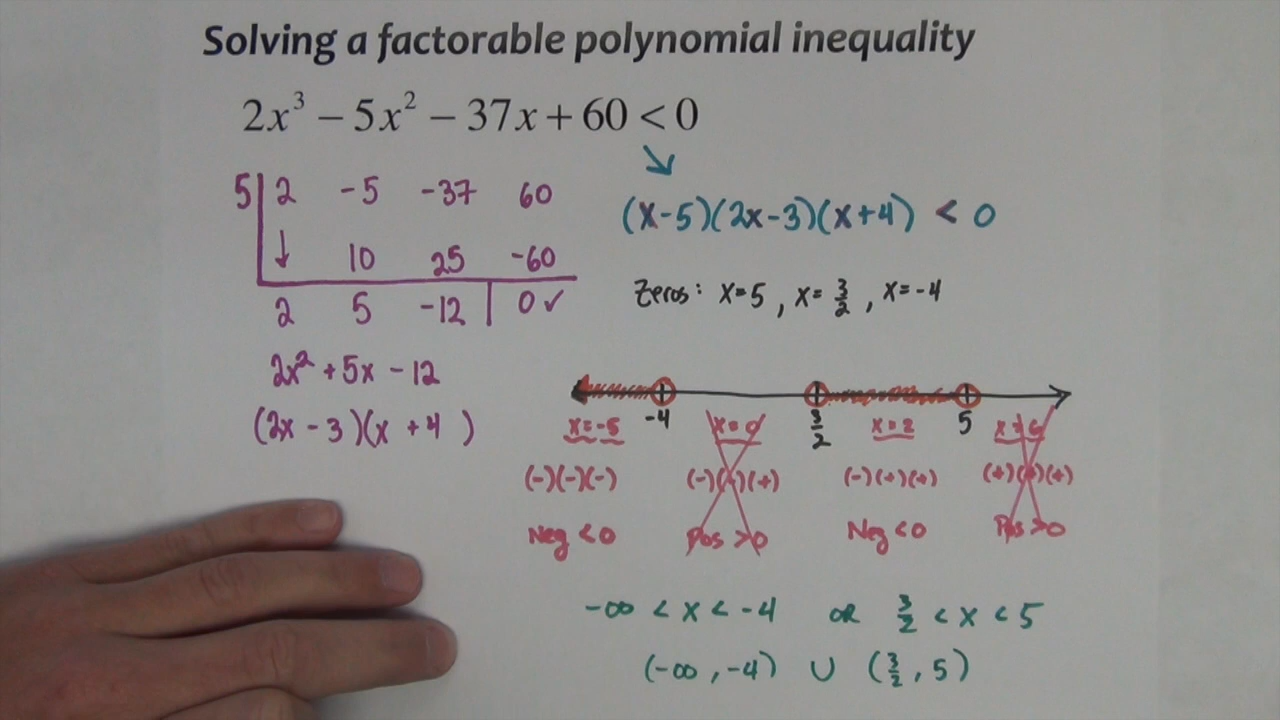 Solving a factorable polynomial inequality
2x³ − 5x² − 37x + 60 < 0
↘
(x-5)(2x-3)(x+4) < 0
5 | 2 -5 -37 60
↓ 10 25 -60
2 5 -12 | 0 ✓
Zeros: x=5 , x= 3/2 , x=-4
2x² + 5x - 12
(2x - 3)(x + 4 )
-4 3/2 5
x=-5 x=0 x=2 x=6
(-)(-)(-) (-)(-)(+) (-)(+)(+) (+)(+)(+)
Neg <0 Pos >0 Neg <0 Pos >0
-∞ < x < -4 OR 3/2 < x < 5
(-∞ , -4) ∪ (3/2 , 5)